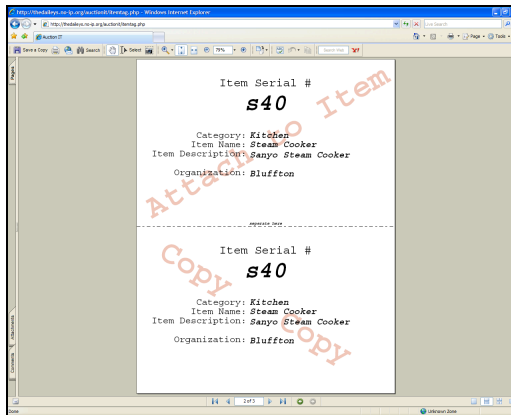 http://thedaileys.no-ip.org/auctionit/itemtag.php - Windows Internet Explorer
http://thedaileys.no-ip.org/auctionit/itemtag.php
Live Search
Auction IT
Page
Tools
Save a Copy
Search
Select
79%
Search Web
Pages
Item Serial #
s40
Category: Kitchen
Item Name: Steam Cooker
Item Description: Sanyo Steam Cooker
Organization: Bluffton
Attach to Item
separate here
Item Serial #
s40
Category: Kitchen
Item Name: Steam Cooker
Item Description: Sanyo Steam Cooker
Organization: Bluffton
Copy Copy
Attachments
Comments
2 of 3
Done
Unknown Zone